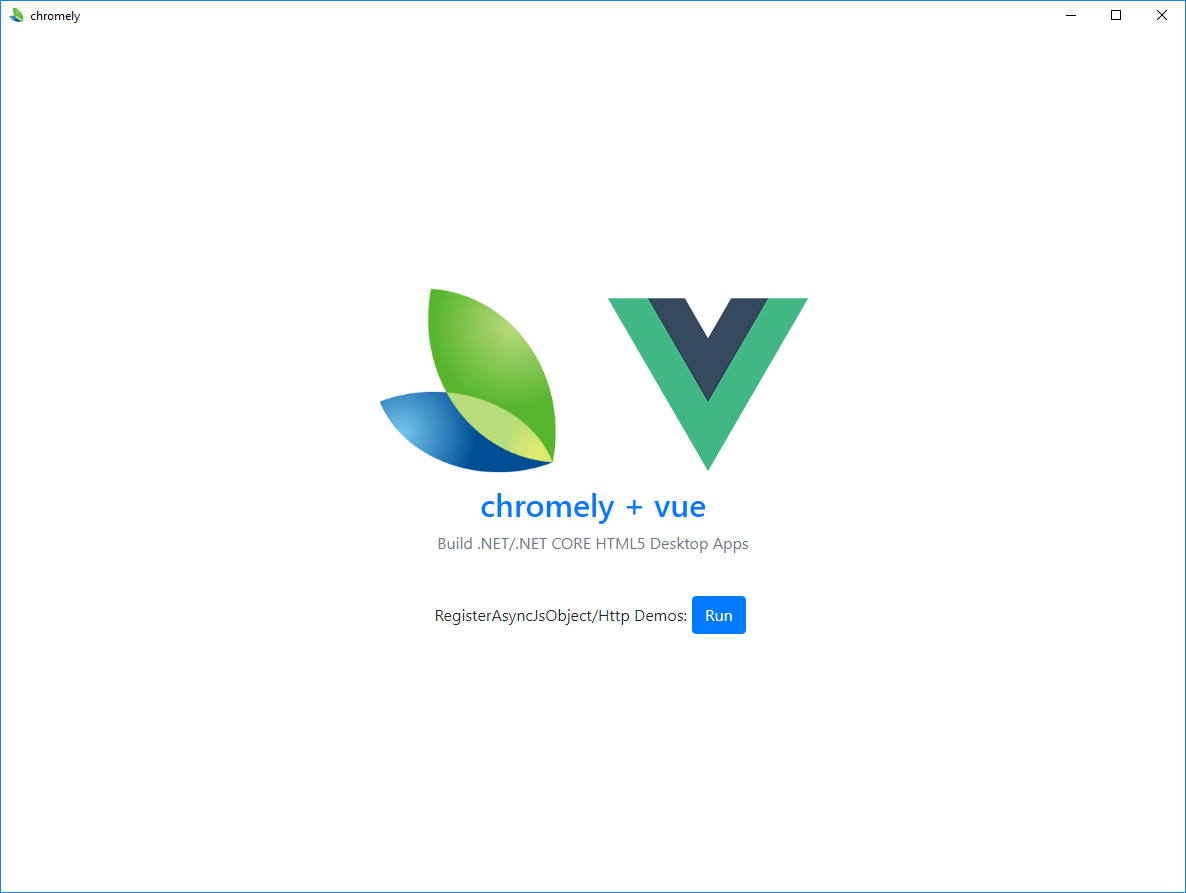 chromely
chromely + vue
Build .NET/.NET CORE HTML5 Desktop Apps
RegisterAsyncJsObject/Http Demos: Run